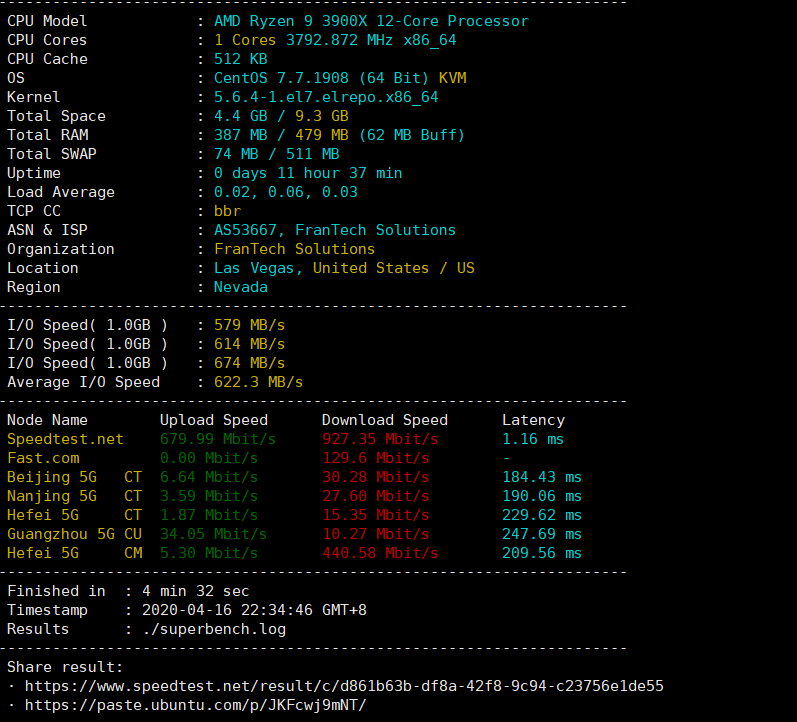 ----------------------------------------------------------------------
CPU Model            : AMD Ryzen 9 3900X 12-Core Processor
CPU Cores            : 1 Cores 3792.872 MHz x86_64
CPU Cache            : 512 KB
OS                   : CentOS 7.7.1908 (64 Bit) KVM
Kernel               : 5.6.4-1.el7.elrepo.x86_64
Total Space          : 4.4 GB / 9.3 GB
Total RAM            : 387 MB / 479 MB (62 MB Buff)
Total SWAP           : 74 MB / 511 MB
Uptime               : 0 days 11 hour 37 min
Load Average         : 0.02, 0.06, 0.03
TCP CC               : bbr
ASN & ISP            : AS53667, FranTech Solutions
Organization         : FranTech Solutions
Location             : Las Vegas, United States / US
Region               : Nevada
----------------------------------------------------------------------
I/O Speed( 1.0GB )   : 579 MB/s
I/O Speed( 1.0GB )   : 614 MB/s
I/O Speed( 1.0GB )   : 674 MB/s
Average I/O Speed    : 622.3 MB/s
----------------------------------------------------------------------
Node Name        Upload Speed      Download Speed      Latency
Speedtest.net    679.99 Mbit/s     927.35 Mbit/s       1.16 ms
Fast.com         0.00 Mbit/s       129.6 Mbit/s        -
Beijing 5G   CT  6.64 Mbit/s       30.28 Mbit/s        184.43 ms
Nanjing 5G   CT  3.59 Mbit/s       27.60 Mbit/s        190.06 ms
Hefei 5G     CT  1.87 Mbit/s       15.35 Mbit/s        229.62 ms
Guangzhou 5G CU  34.05 Mbit/s      10.27 Mbit/s        247.69 ms
Hefei 5G     CM  5.30 Mbit/s       440.58 Mbit/s       209.56 ms
----------------------------------------------------------------------
Finished in  : 4 min 32 sec
Timestamp    : 2020-04-16 22:34:46 GMT+8
Results      : ./superbench.log
----------------------------------------------------------------------
Share result:
· https://www.speedtest.net/result/c/d861b63b-df8a-42f8-9c94-c23756e1de55
· https://paste.ubuntu.com/p/JKFcwj9mNT/